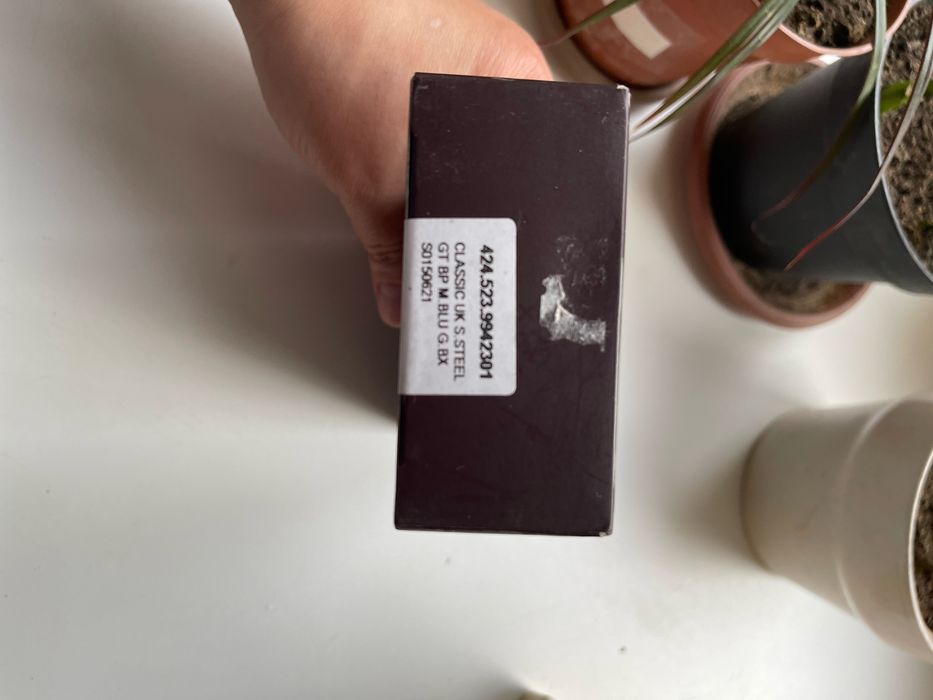 424.523.9942301
CLASSIC UK S.STEEL
GT BP M.BLU G.BX
S0150621